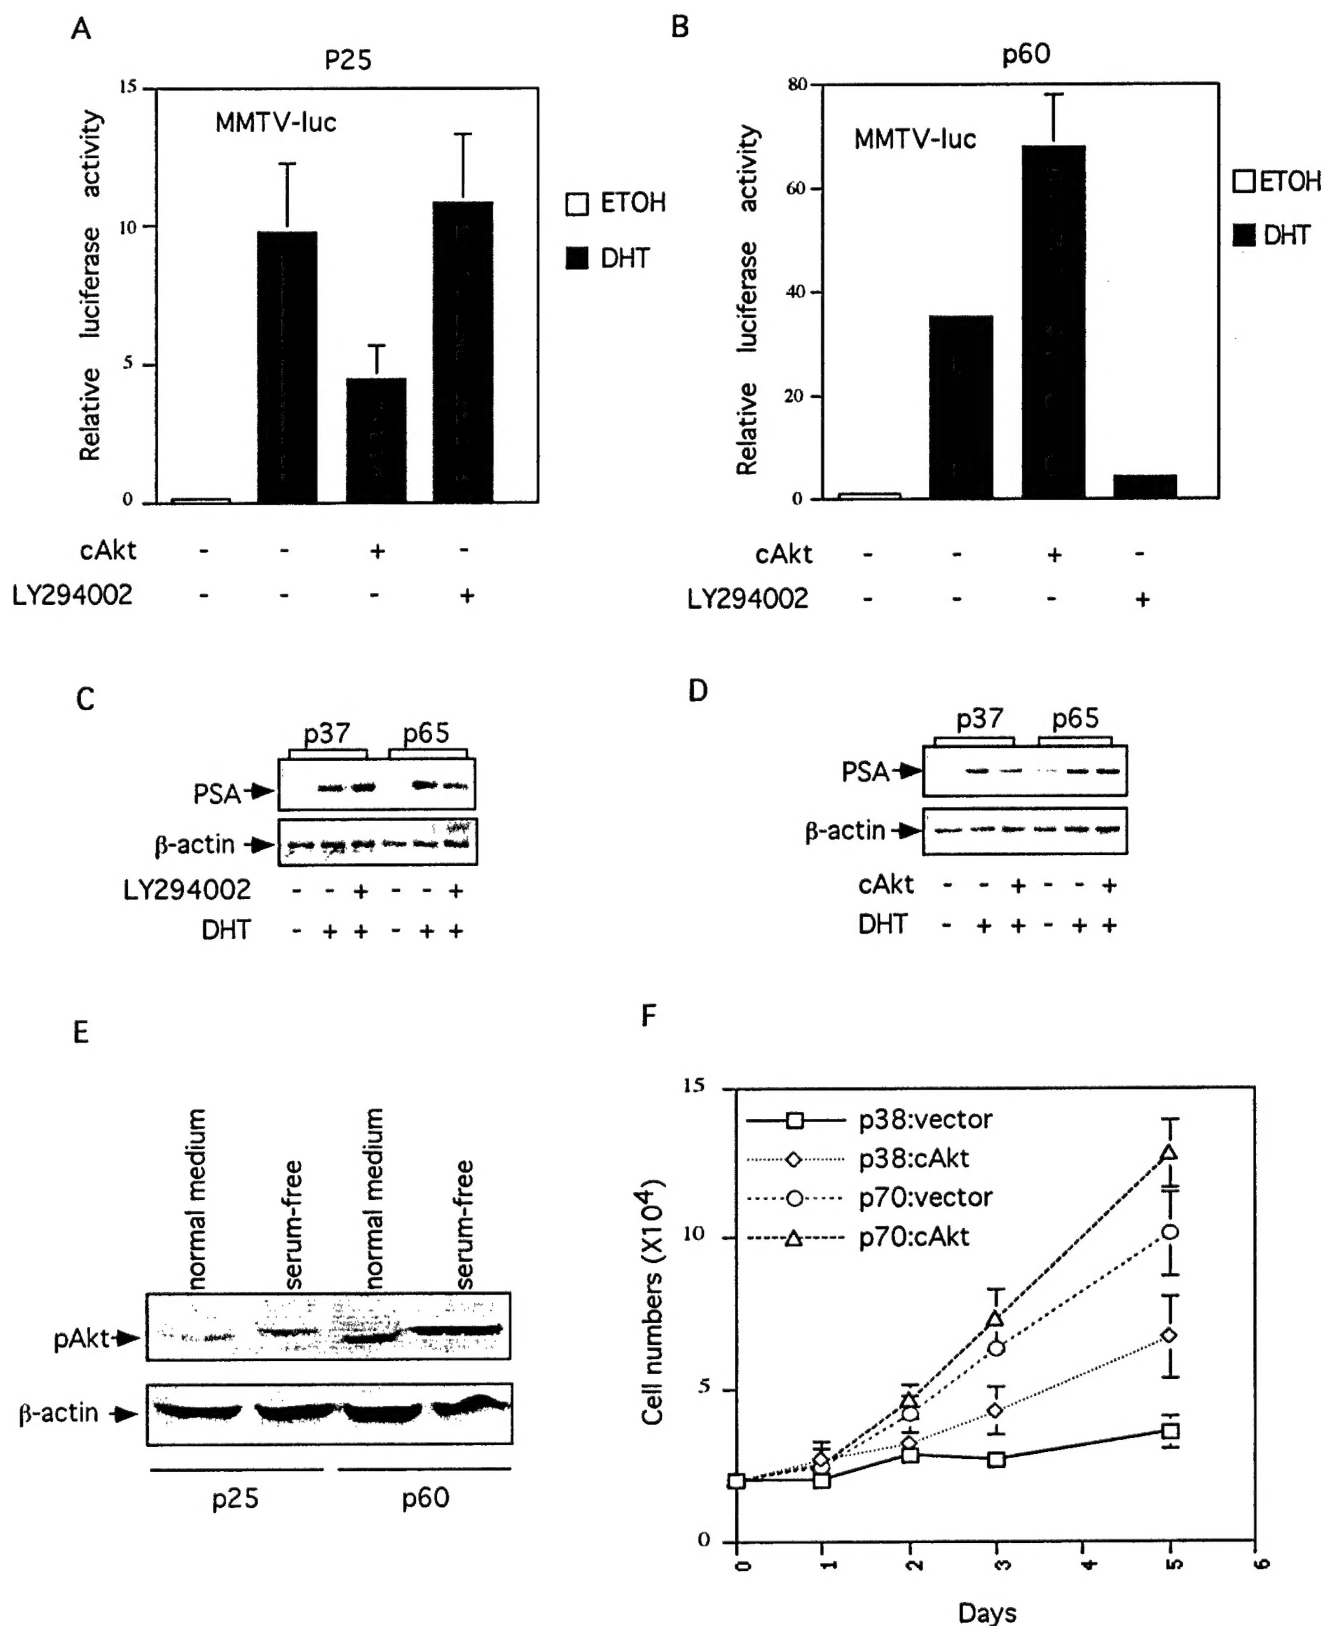 A
P25
15
10
5
0
Relative luciferase activity
MMTV-luc
ETOH
DHT
cAkt - - + -
LY294002 - - - +
B
p60
80
60
40
20
0
Relative luciferase activity
MMTV-luc
ETOH
DHT
cAkt - - + -
LY294002 - - - +
C
p37 p65
PSA
β-actin
LY294002 - - + - - +
DHT - + + - + +
D
p37 p65
PSA
β-actin
cAkt - - + - - +
DHT - + + - + +
E
normal medium
serum-free
normal medium
serum-free
pAkt
β-actin
p25 p60
F
15
10
5
0
Cell numbers (X10⁴)
p38:vector
p38:cAkt
p70:vector
p70:cAkt
0 1 2 3 5 6
Days